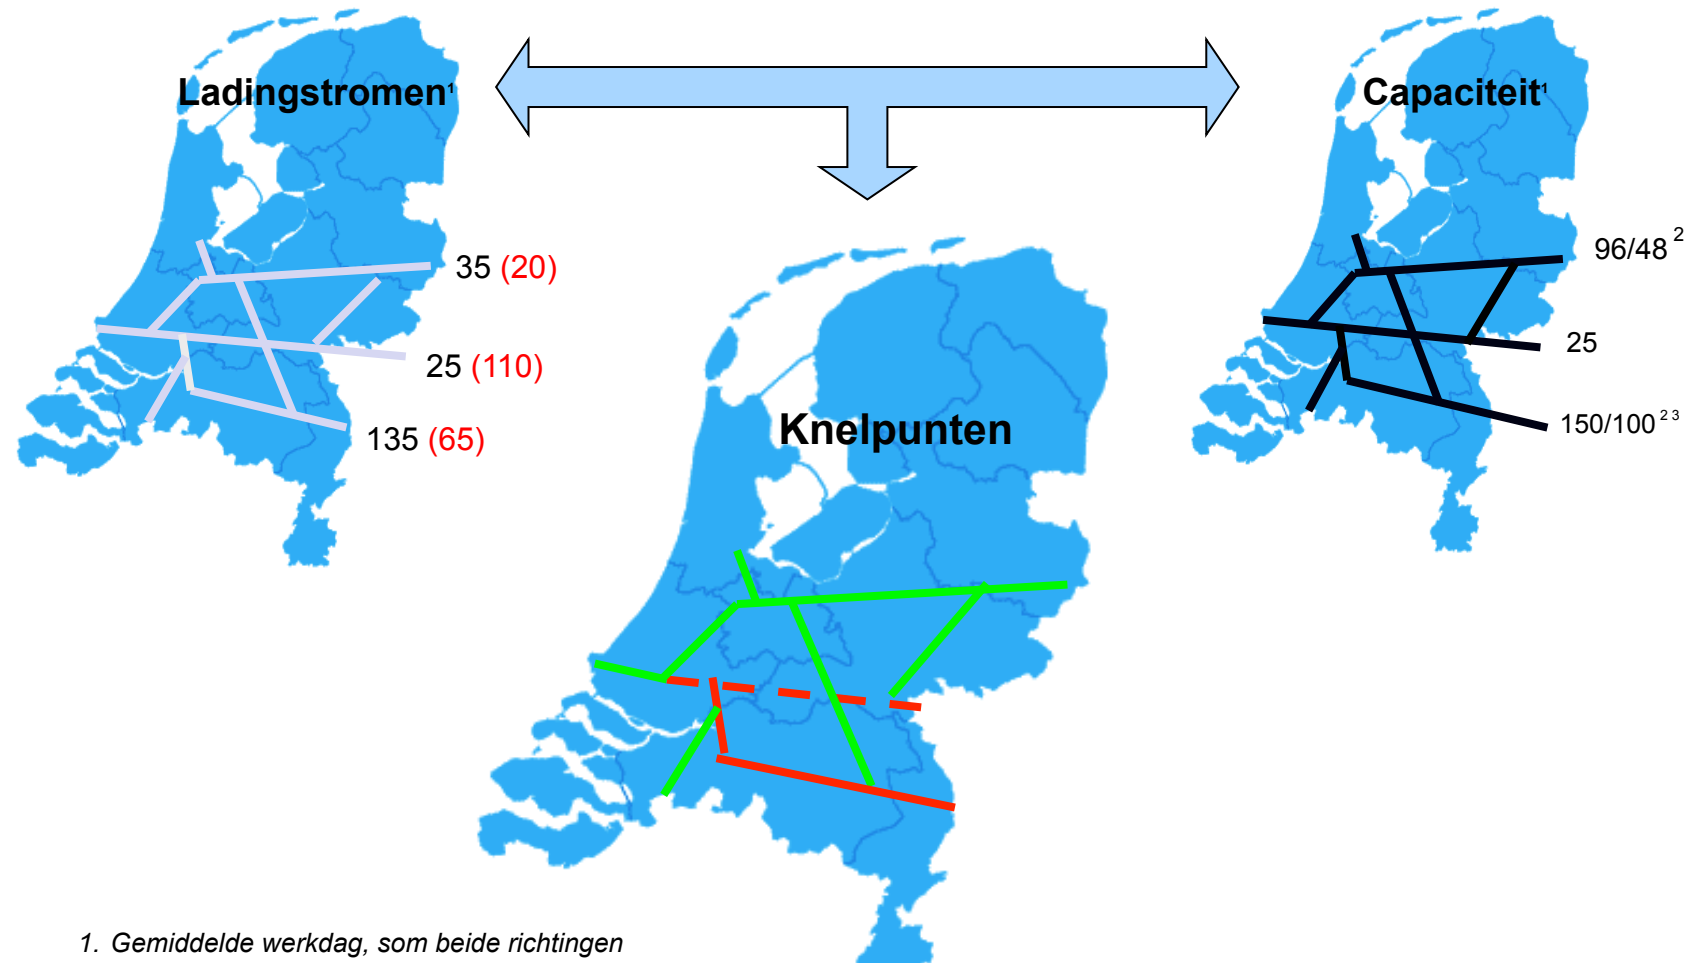 Ladingstromen¹
Capaciteit¹
35 (20)
25 (110)
135 (65)
96/48 ²
25
150/100 ² ³
Knelpunten
1. Gemiddelde werkdag, som beide richtingen